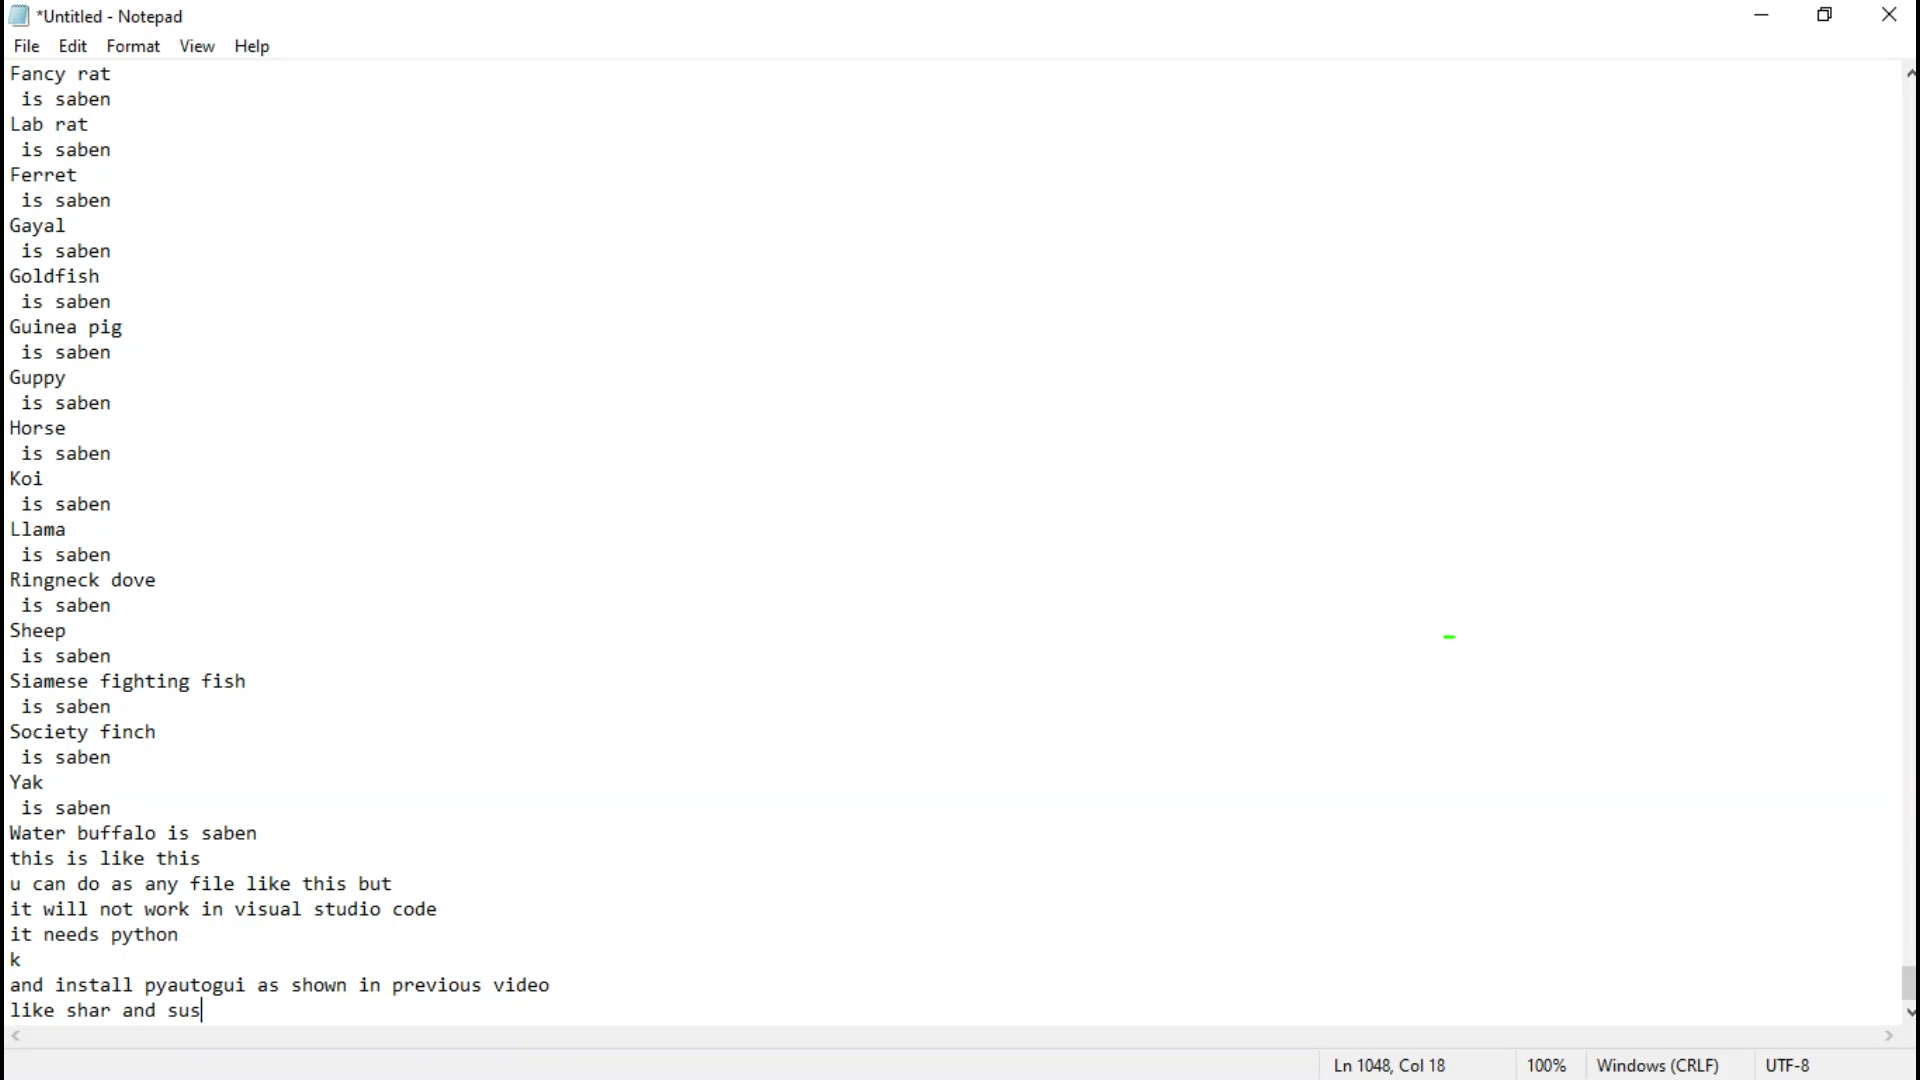 *Untitled - Notepad
File Edit Format View Help
Fancy rat
 is saben
Lab rat
 is saben
Ferret
 is saben
Gayal
 is saben
Goldfish
 is saben
Guinea pig
 is saben
Guppy
 is saben
Horse
 is saben
Koi
 is saben
Llama
 is saben
Ringneck dove
 is saben
Sheep
 is saben
Siamese fighting fish
 is saben
Society finch
 is saben
Yak
 is saben
Water buffalo is saben
this is like this
u can do as any file like this but
it will not work in visual studio code
it needs python
k
and install pyautogui as shown in previous video
like shar and sus
Ln 1048, Col 18 100% Windows (CRLF) UTF-8